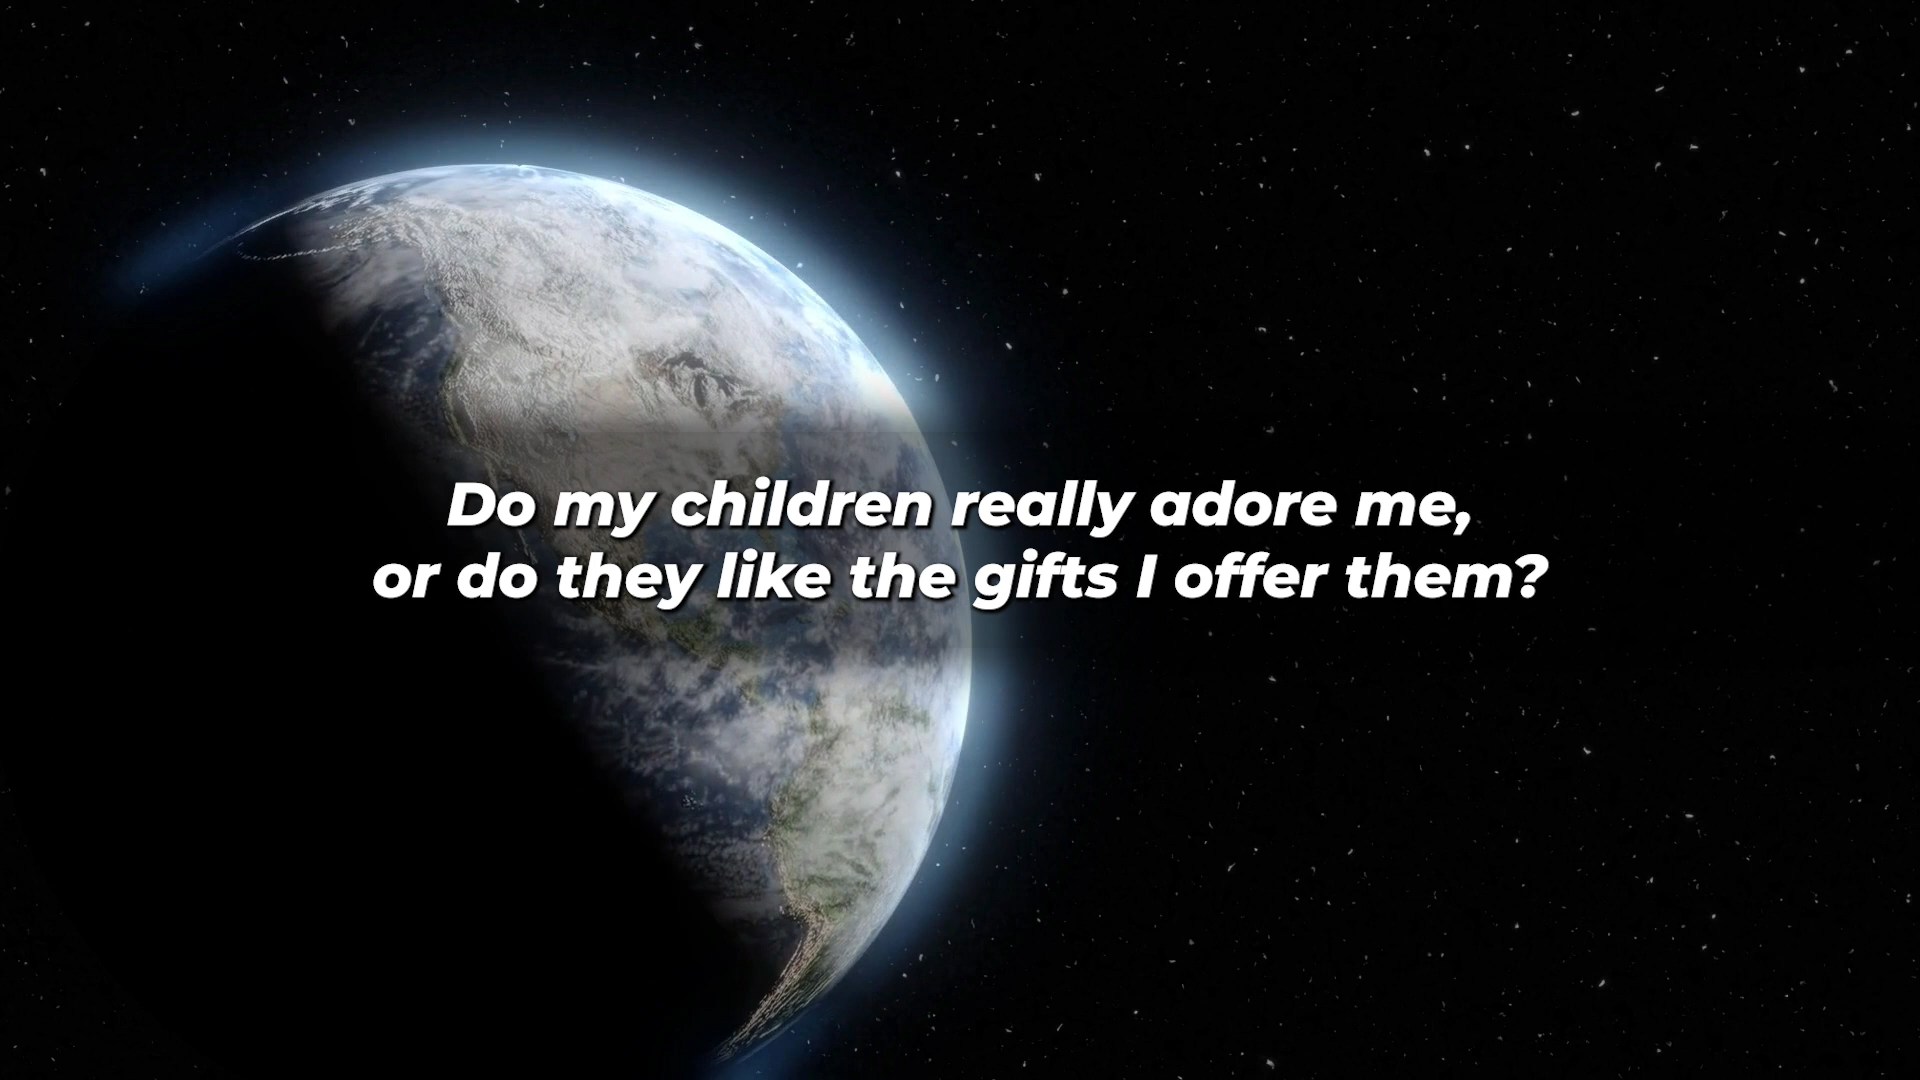 Do my children really adore me,
or do they like the gifts I offer them?